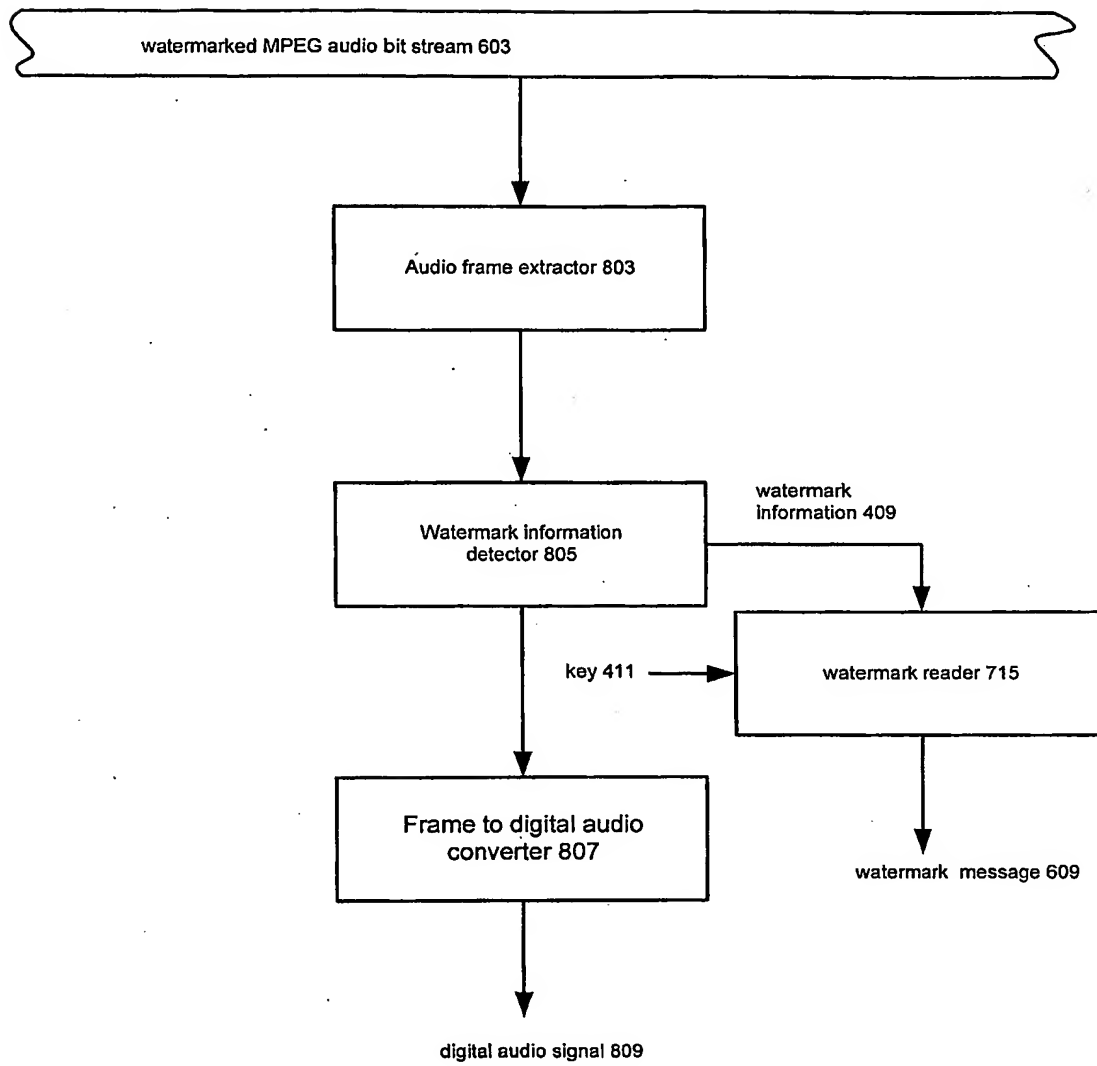 watermarked MPEG audio bit stream 603
Audio frame extractor 803
watermark
information 409
Watermark information
detector 805
key 411
watermark reader 715
Frame to digital audio
converter 807
watermark message 609
digital audio signal 809